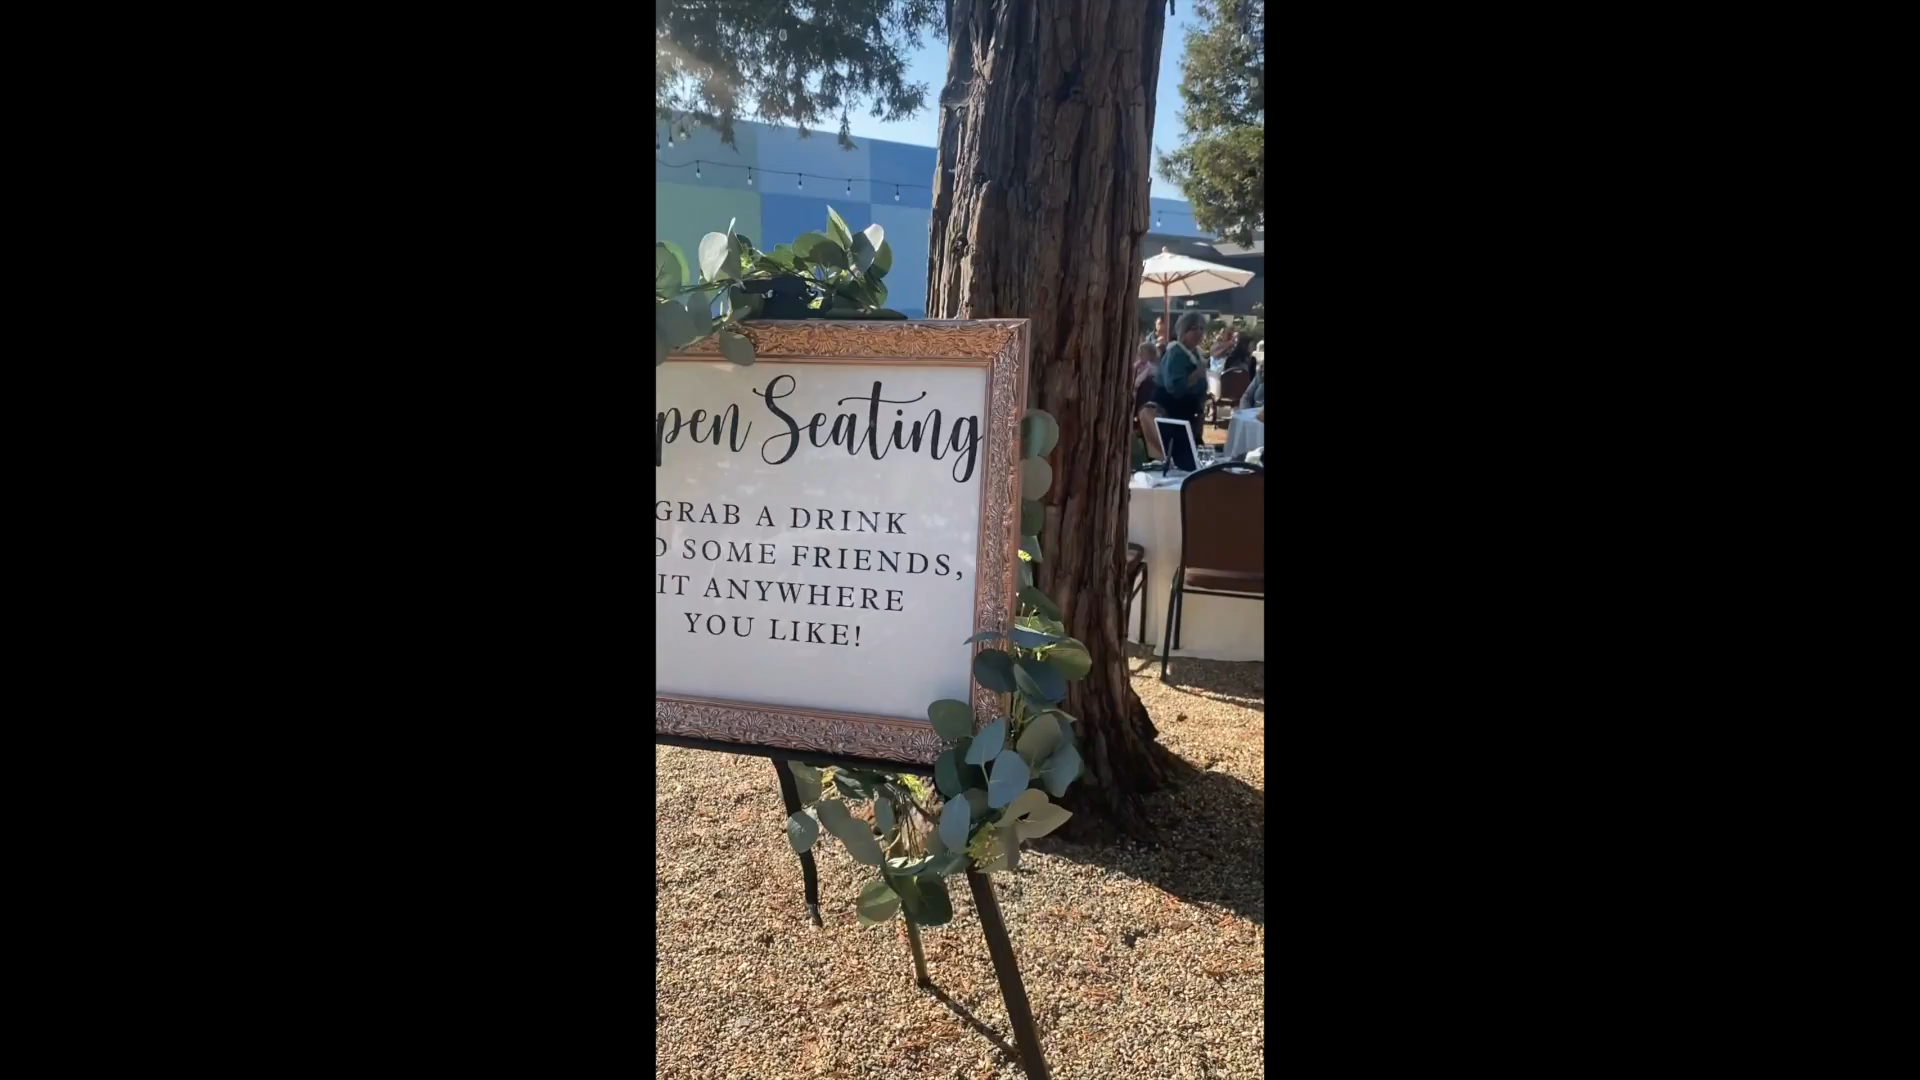 pen Seating
GRAB A DRINK
D SOME FRIENDS,
IT ANYWHERE
YOU LIKE!